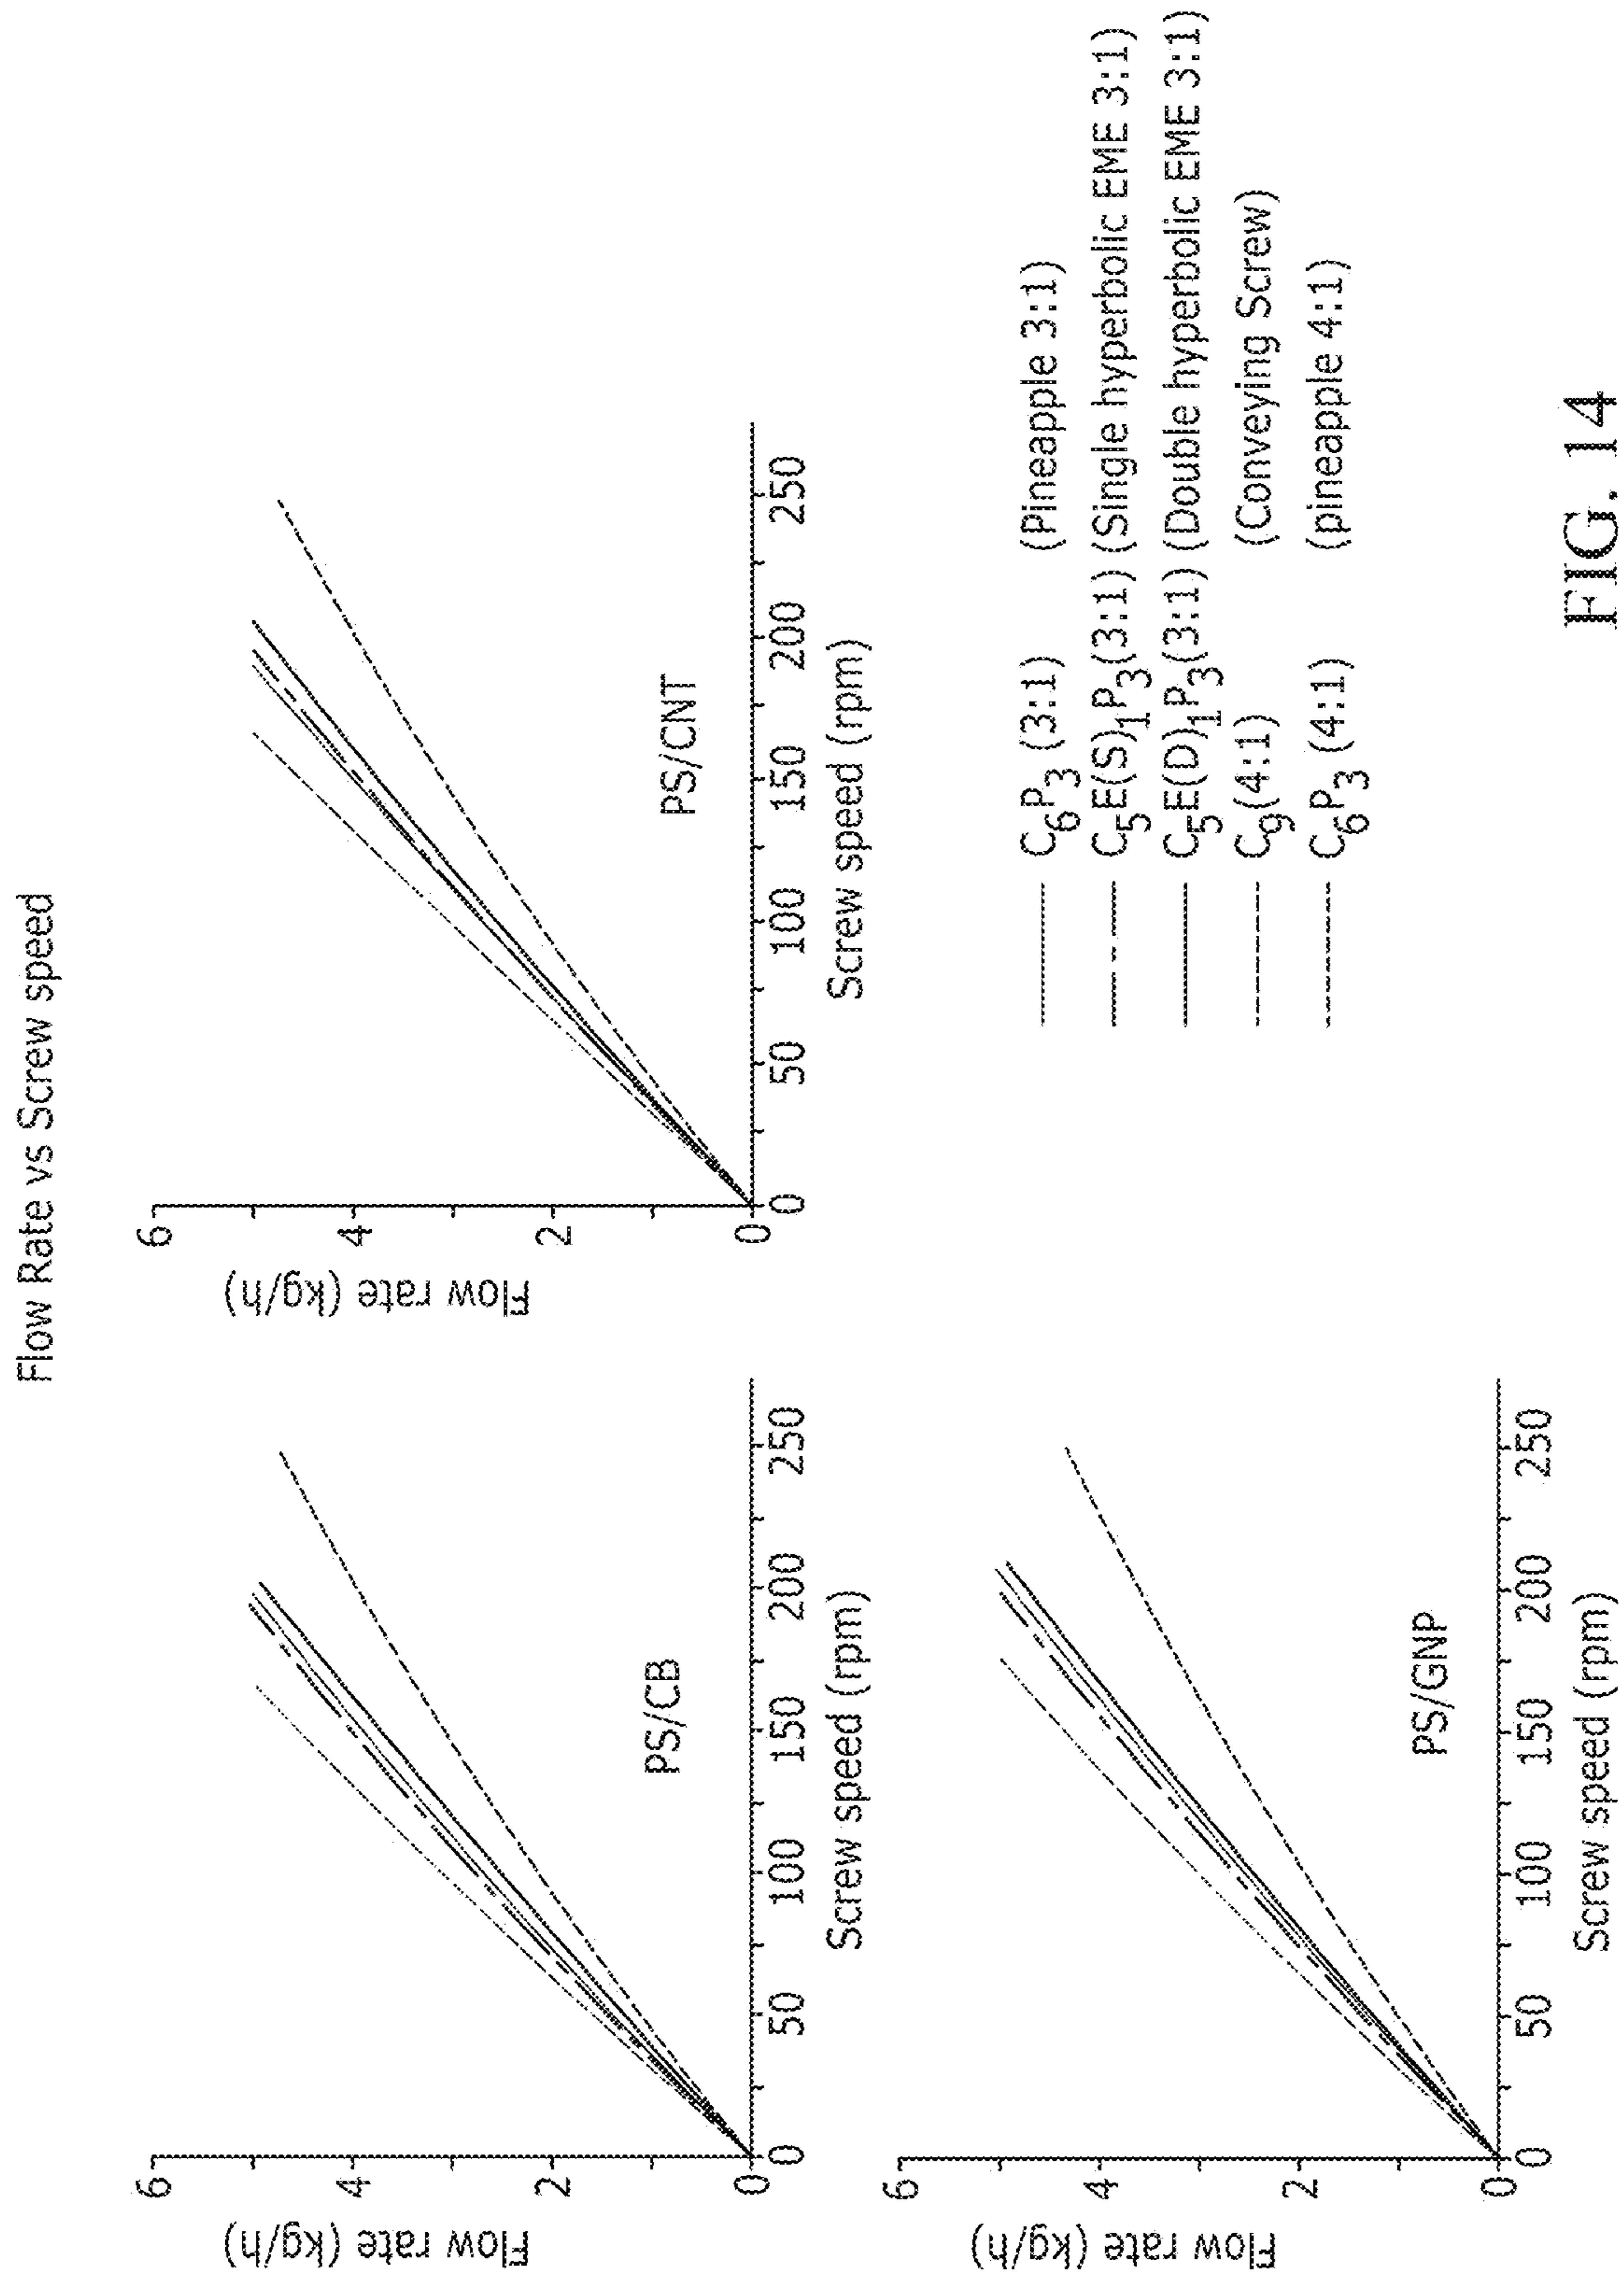 Flow Rate vs Screw speed
6
4
2
0
Flow rate (kg/h)
PS/CB
0 50 100 150 200 250
Screw speed (rpm)
6
4
2
0
Flow rate (kg/h)
PS/CNT
0 50 100 150 200 250
Screw speed (rpm)
6
4
2
0
Flow rate (kg/h)
PS/GNP
0 50 100 150 200 250
Screw speed (rpm)
C6P3 (3:1) (Pineapple 3:1)
C5E(S)1P3(3:1) (Single hyperbolic EME 3:1)
C5E(D)1P3(3:1) (Double hyperbolic EME 3:1)
C9(4:1) (Conveying Screw)
C6P3 (4:1) (pineapple 4:1)
FIG. 14